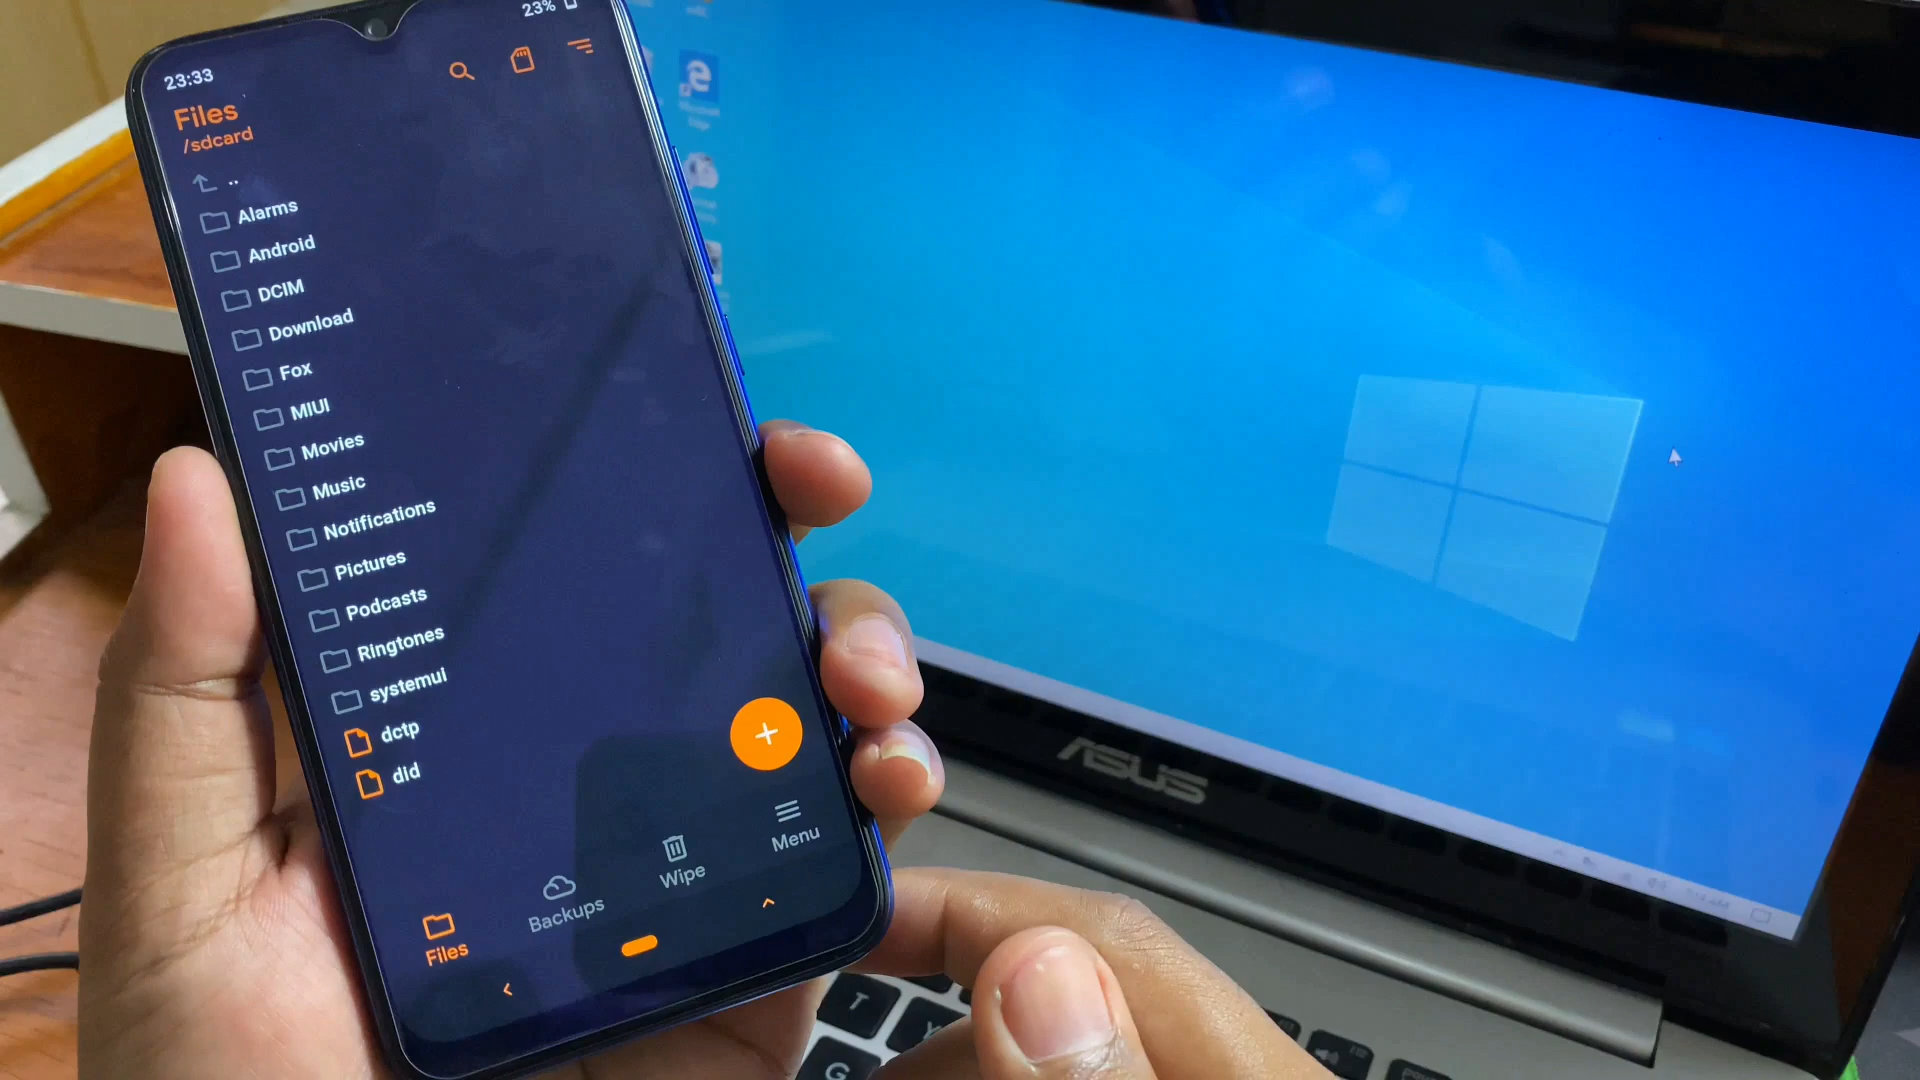 23:33
23%
Files
/sdcard
..
Alarms
Android
DCIM
Download
Fox
MIUI
Movies
Music
Notifications
Pictures
Podcasts
Ringtones
systemui
dctp
did
+
Files
Backups
Wipe
Menu
ASUS
T
Y
G